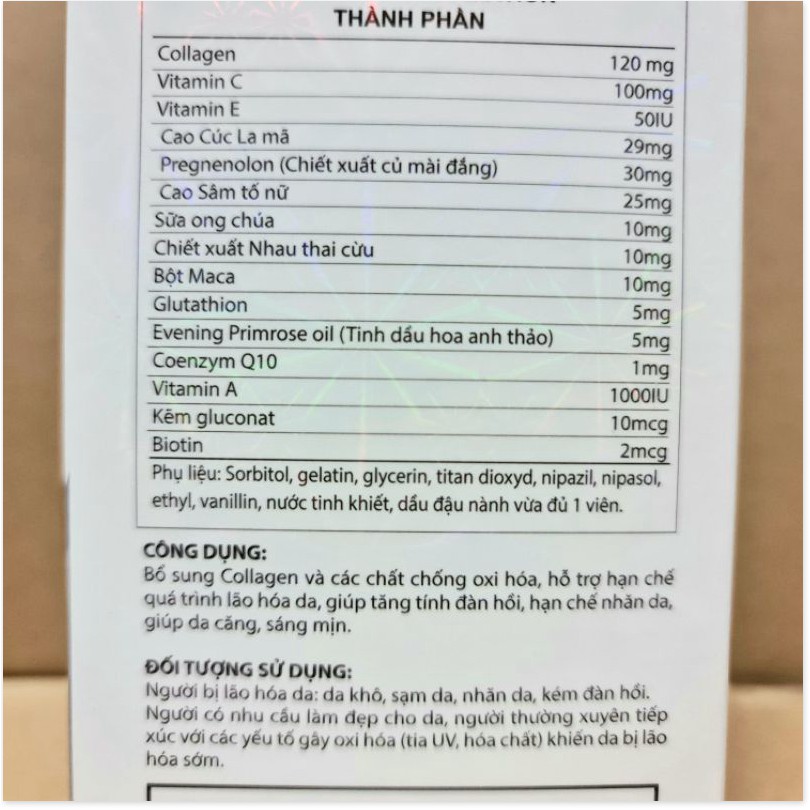 THÀNH PHẦN
Collagen 120 mg
Vitamin C 100mg
Vitamin E 50IU
Cao Cúc La mã 29mg
Pregnenolon (Chiết xuất củ mài đắng) 30mg
Cao Sâm tố nữ 25mg
Sữa ong chúa 10mg
Chiết xuất Nhau thai cừu 10mg
Bột Maca 10mg
Glutathion 5mg
Evening Primrose oil (Tinh dầu hoa anh thảo) 5mg
Coenzym Q10 1mg
Vitamin A 1000IU
Kẽm gluconat 10mcg
Biotin 2mcg
Phụ liệu: Sorbitol, gelatin, glycerin, titan dioxyd, nipazil, nipasol,
ethyl, vanillin, nước tinh khiết, dầu đậu nành vừa đủ 1 viên.
CÔNG DỤNG:
Bổ sung Collagen và các chất chống oxi hóa, hỗ trợ hạn chế
quá trình lão hóa da, giúp tăng tính đàn hồi, hạn chế nhăn da,
giúp da căng, sáng mịn.
ĐỐI TƯỢNG SỬ DỤNG:
Người bị lão hóa da: da khô, sạm da, nhăn da, kém đàn hồi.
Người có nhu cầu làm đẹp cho da, người thường xuyên tiếp
xúc với các yếu tố gây oxi hóa (tia UV, hóa chất) khiến da bị lão
hóa sớm.